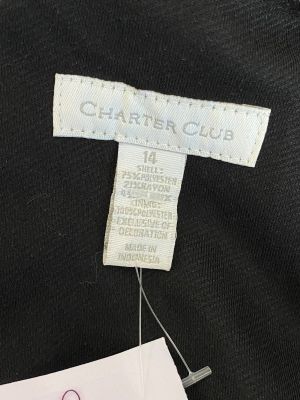 CHARTER CLUB
14
SHELL:
75%POLYESTER
21%RAYON
LINING:
100%POLYESTER
EXCLUSIVE OF
DECORATION
MADE IN
INDONESIA